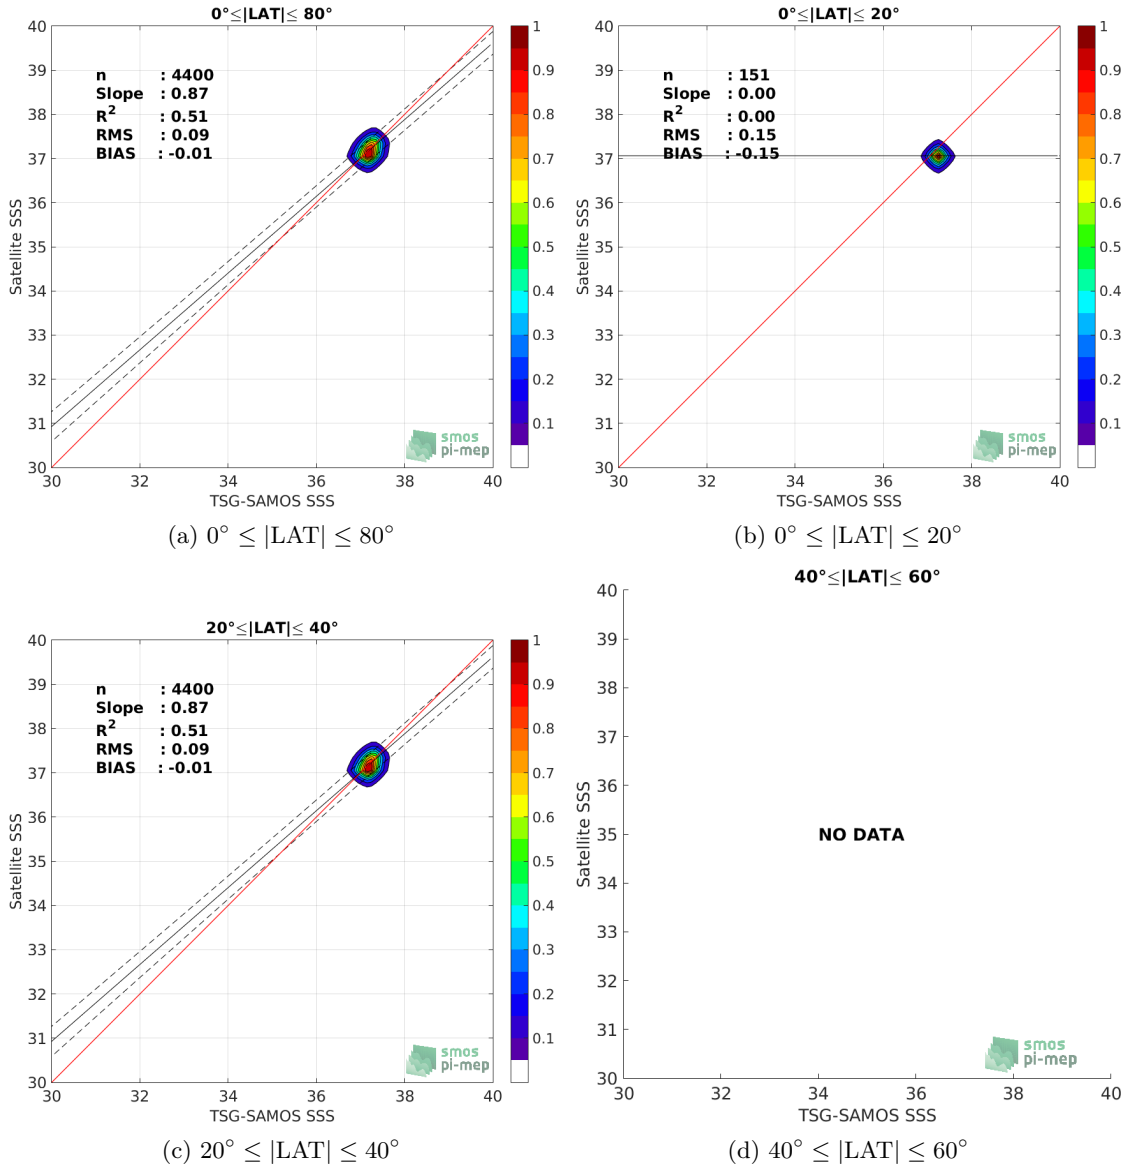 0°≤|LAT|≤ 80°
40
39
38
37
36
35
34
33
32
31
30
Satellite SSS
n : 4400
Slope : 0.87
R² : 0.51
RMS : 0.09
BIAS : -0.01
smos
pi-mep
30 32 34 36 38 40
TSG-SAMOS SSS
1
0.9
0.8
0.7
0.6
0.5
0.4
0.3
0.2
0.1
(a) 0° ≤ |LAT| ≤ 80°
0°≤|LAT|≤ 20°
40
39
38
37
36
35
34
33
32
31
30
Satellite SSS
n : 151
Slope : 0.00
R² : 0.00
RMS : 0.15
BIAS : -0.15
smos
pi-mep
30 32 34 36 38 40
TSG-SAMOS SSS
1
0.9
0.8
0.7
0.6
0.5
0.4
0.3
0.2
0.1
(b) 0° ≤ |LAT| ≤ 20°
20°≤|LAT|≤ 40°
40
39
38
37
36
35
34
33
32
31
30
Satellite SSS
n : 4400
Slope : 0.87
R² : 0.51
RMS : 0.09
BIAS : -0.01
smos
pi-mep
30 32 34 36 38 40
TSG-SAMOS SSS
1
0.9
0.8
0.7
0.6
0.5
0.4
0.3
0.2
0.1
(c) 20° ≤ |LAT| ≤ 40°
40°≤|LAT|≤ 60°
40
39
38
37
36
35
34
33
32
31
30
Satellite SSS
NO DATA
smos
pi-mep
30 32 34 36 38 40
TSG-SAMOS SSS
(d) 40° ≤ |LAT| ≤ 60°